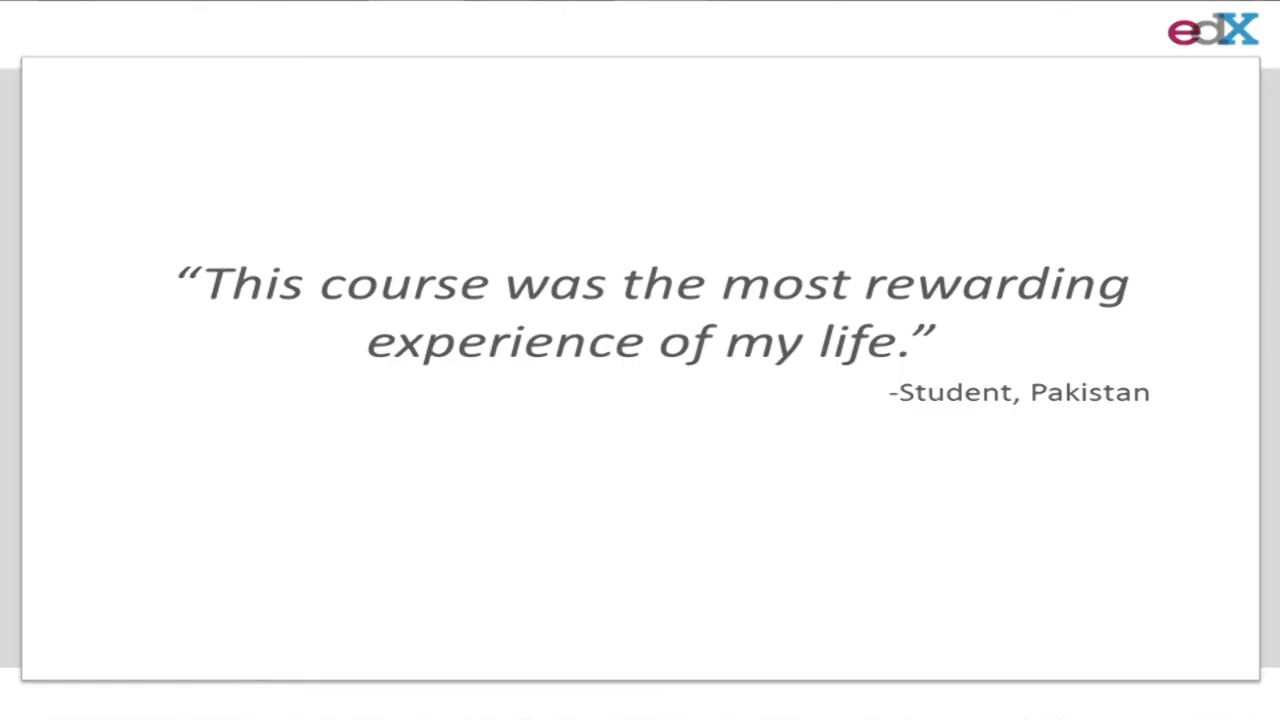 edX
“This course was the most rewarding
experience of my life.”
-Student, Pakistan